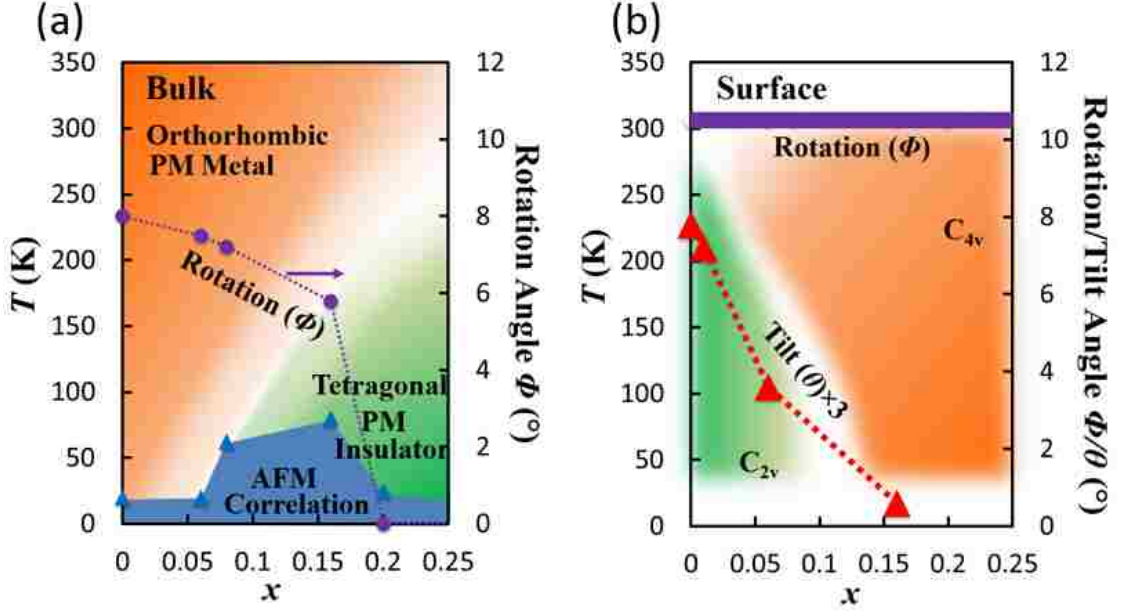 (a)
350
300
250
200
150
100
50
0
T (K)
0
0.05
0.1
0.15
0.2
0.25
x
12
10
8
6
4
2
0
Rotation Angle Φ (°)
Bulk
Orthorhombic
PM Metal
Rotation (Φ)
Tetragonal
PM
Insulator
AFM
Correlation
(b)
350
300
250
200
150
100
50
0
T (K)
0
0.05
0.1
0.15
0.2
0.25
x
12
10
8
6
4
2
0
Rotation/Tilt Angle Φ/θ (°)
Surface
Rotation (Φ)
C4v
Tilt (θ)×3
C2v